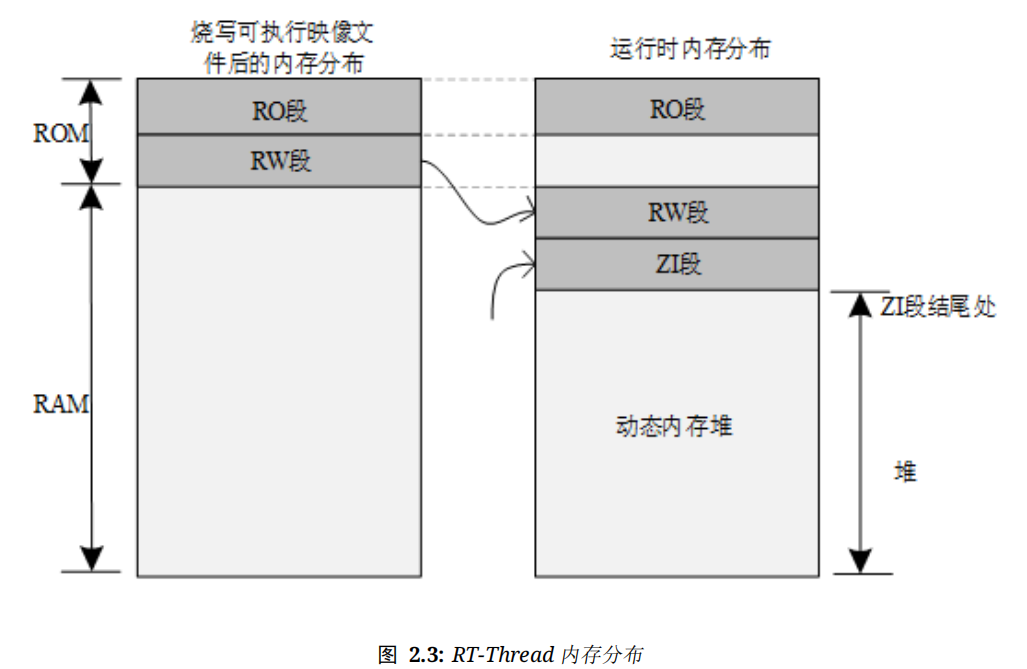 烧写可执行映像文
件后的内存分布
运行时内存分布
ROM
RO段
RW段
RAM
RO段
RW段
ZI段
ZI段结尾处
动态内存堆
堆
图 2.3: RT-Thread 内存分布